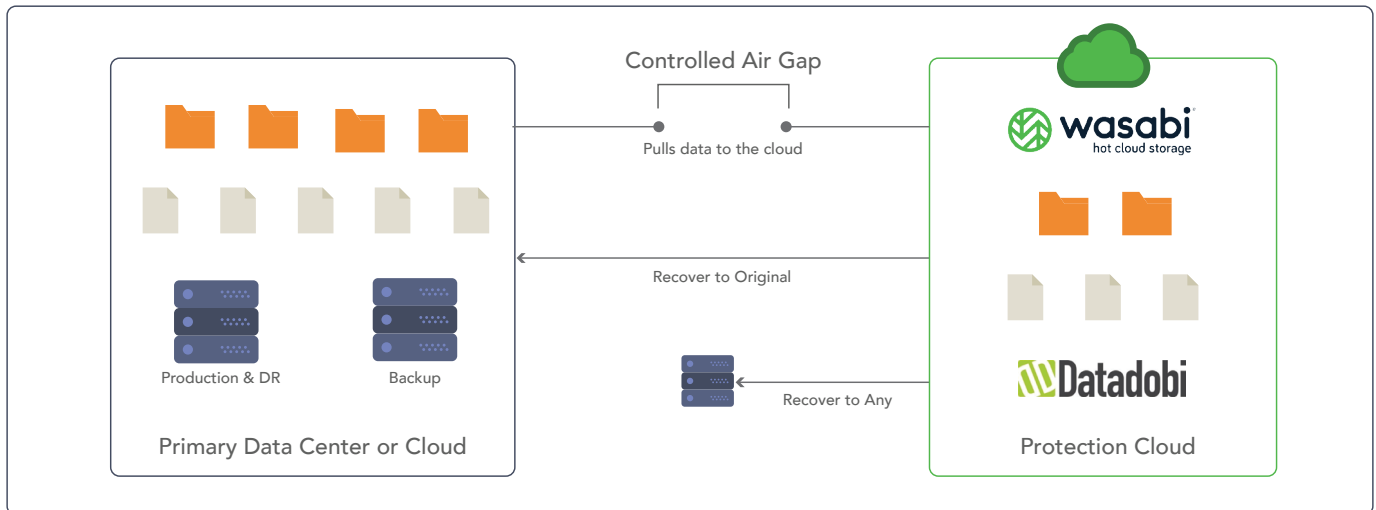 Controlled Air Gap
Pulls data to the cloud
wasabi
hot cloud storage
Recover to Original
Production & DR
Backup
Recover to Any
Datadobi
Primary Data Center or Cloud
Protection Cloud